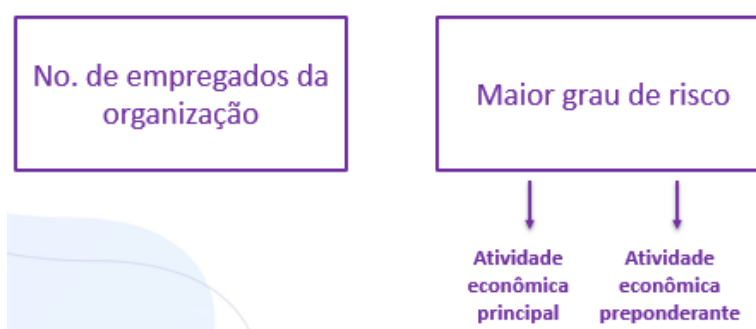 No. de empregados da
organização
Maior grau de risco
Atividade
econômica
principal
Atividade
econômica
preponderante